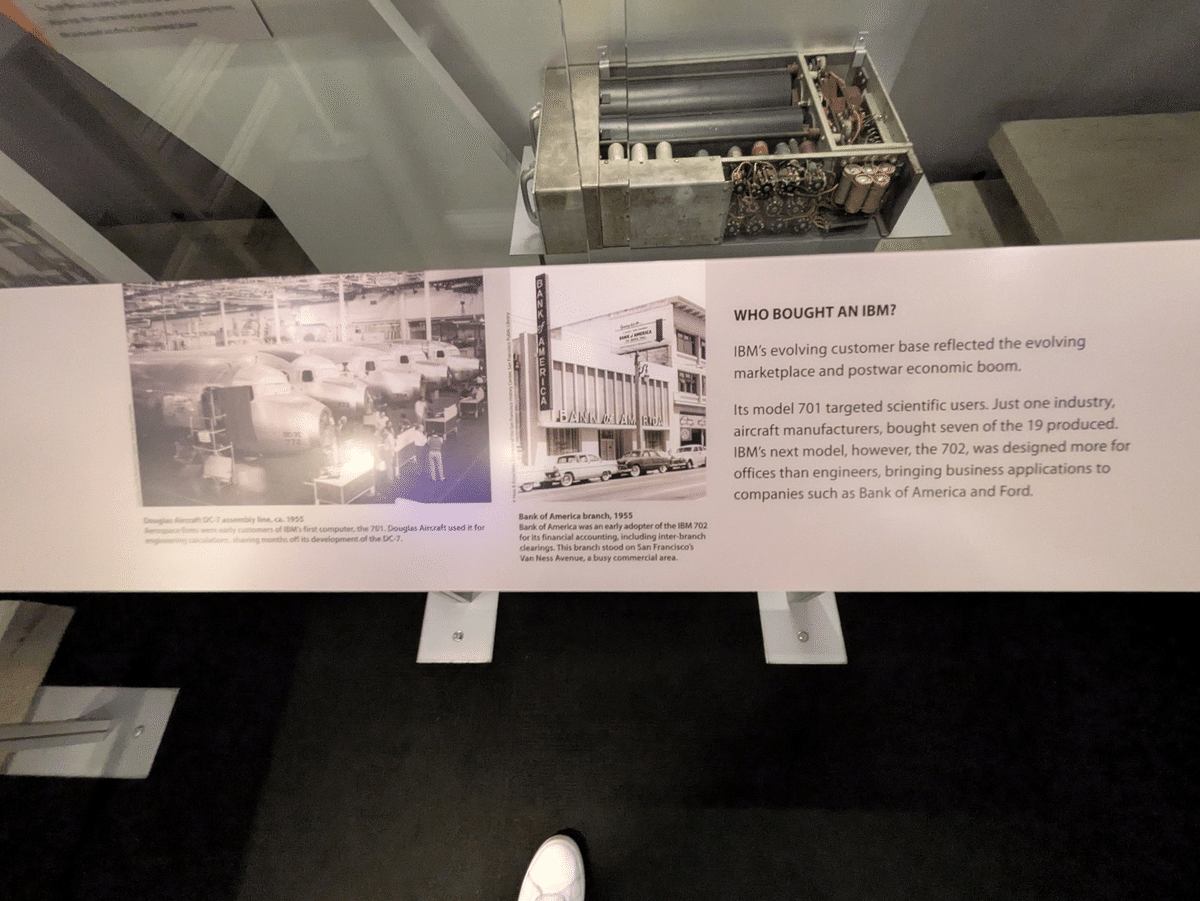 BANK of AMERICA
BANK OF AMERICA
BANK OF AMERICA
WHO BOUGHT AN IBM?
IBM's evolving customer base reflected the evolving
marketplace and postwar economic boom.
Its model 701 targeted scientific users. Just one industry,
aircraft manufacturers, bought seven of the 19 produced.
IBM's next model, however, the 702, was designed more for
offices than engineers, bringing business applications to
companies such as Bank of America and Ford.
Douglas Aircraft DC-7 assembly line, ca. 1955
Aerospace firms were early customers of IBM's first computer, the 701. Douglas Aircraft used it for
engineering calculations, shaving months off its development of the DC-7.
Bank of America branch, 1955
Bank of America was an early adopter of the IBM 702
for its financial accounting, including inter-branch
clearings. This branch stood on San Francisco's
Van Ness Avenue, a busy commercial area.